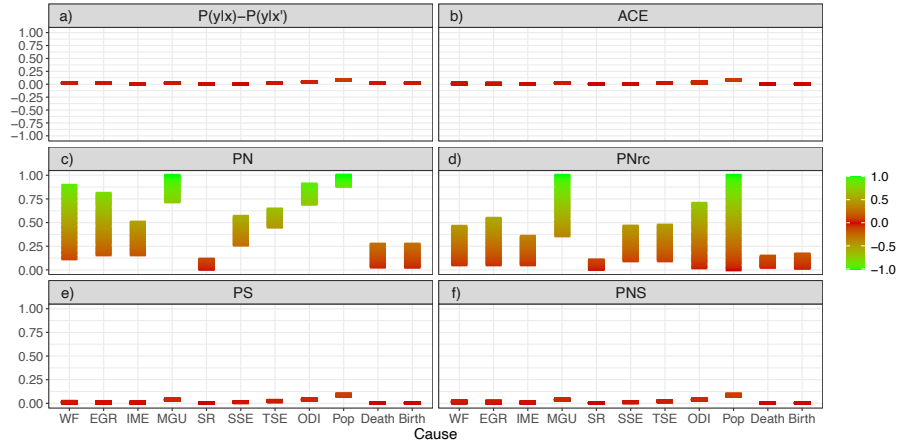 a) P(y|x)−P(y|x')
b) ACE
1.00
0.75
0.50
0.25
0.00
−0.25
−0.50
−0.75
−1.00
c) PN
d) PNrc
1.00
0.75
0.50
0.25
0.00
1.0
0.5
0.0
−0.5
−1.0
e) PS
f) PNS
1.00
0.75
0.50
0.25
0.00
WF EGR IME MGU SR SSE TSE ODI Pop Death Birth
WF EGR IME MGU SR SSE TSE ODI Pop Death Birth
Cause